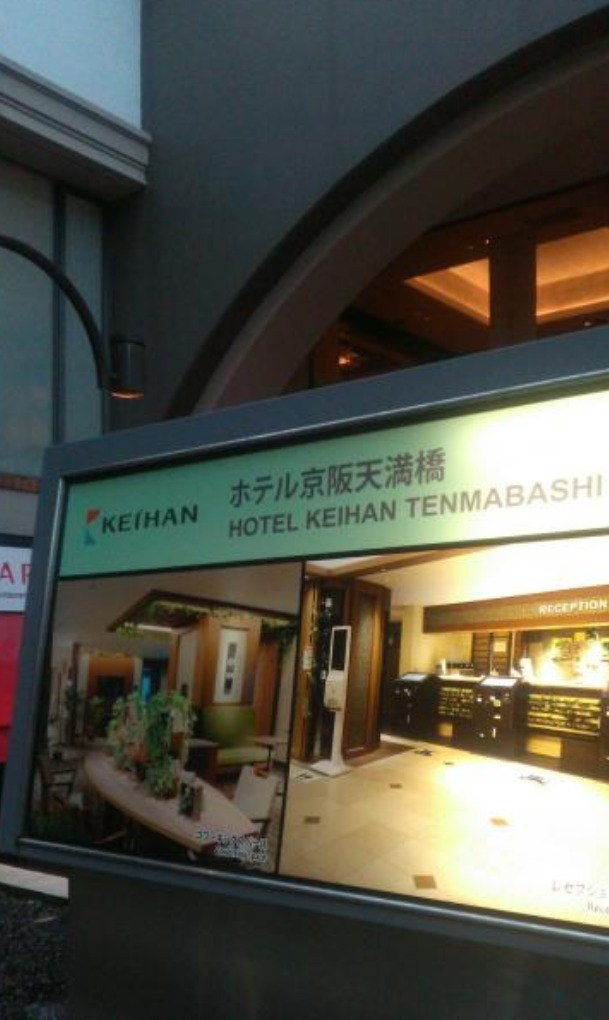 KEIHAN
ホテル京阪天満橋
HOTEL KEIHAN TENMABASHI
RECEPTION